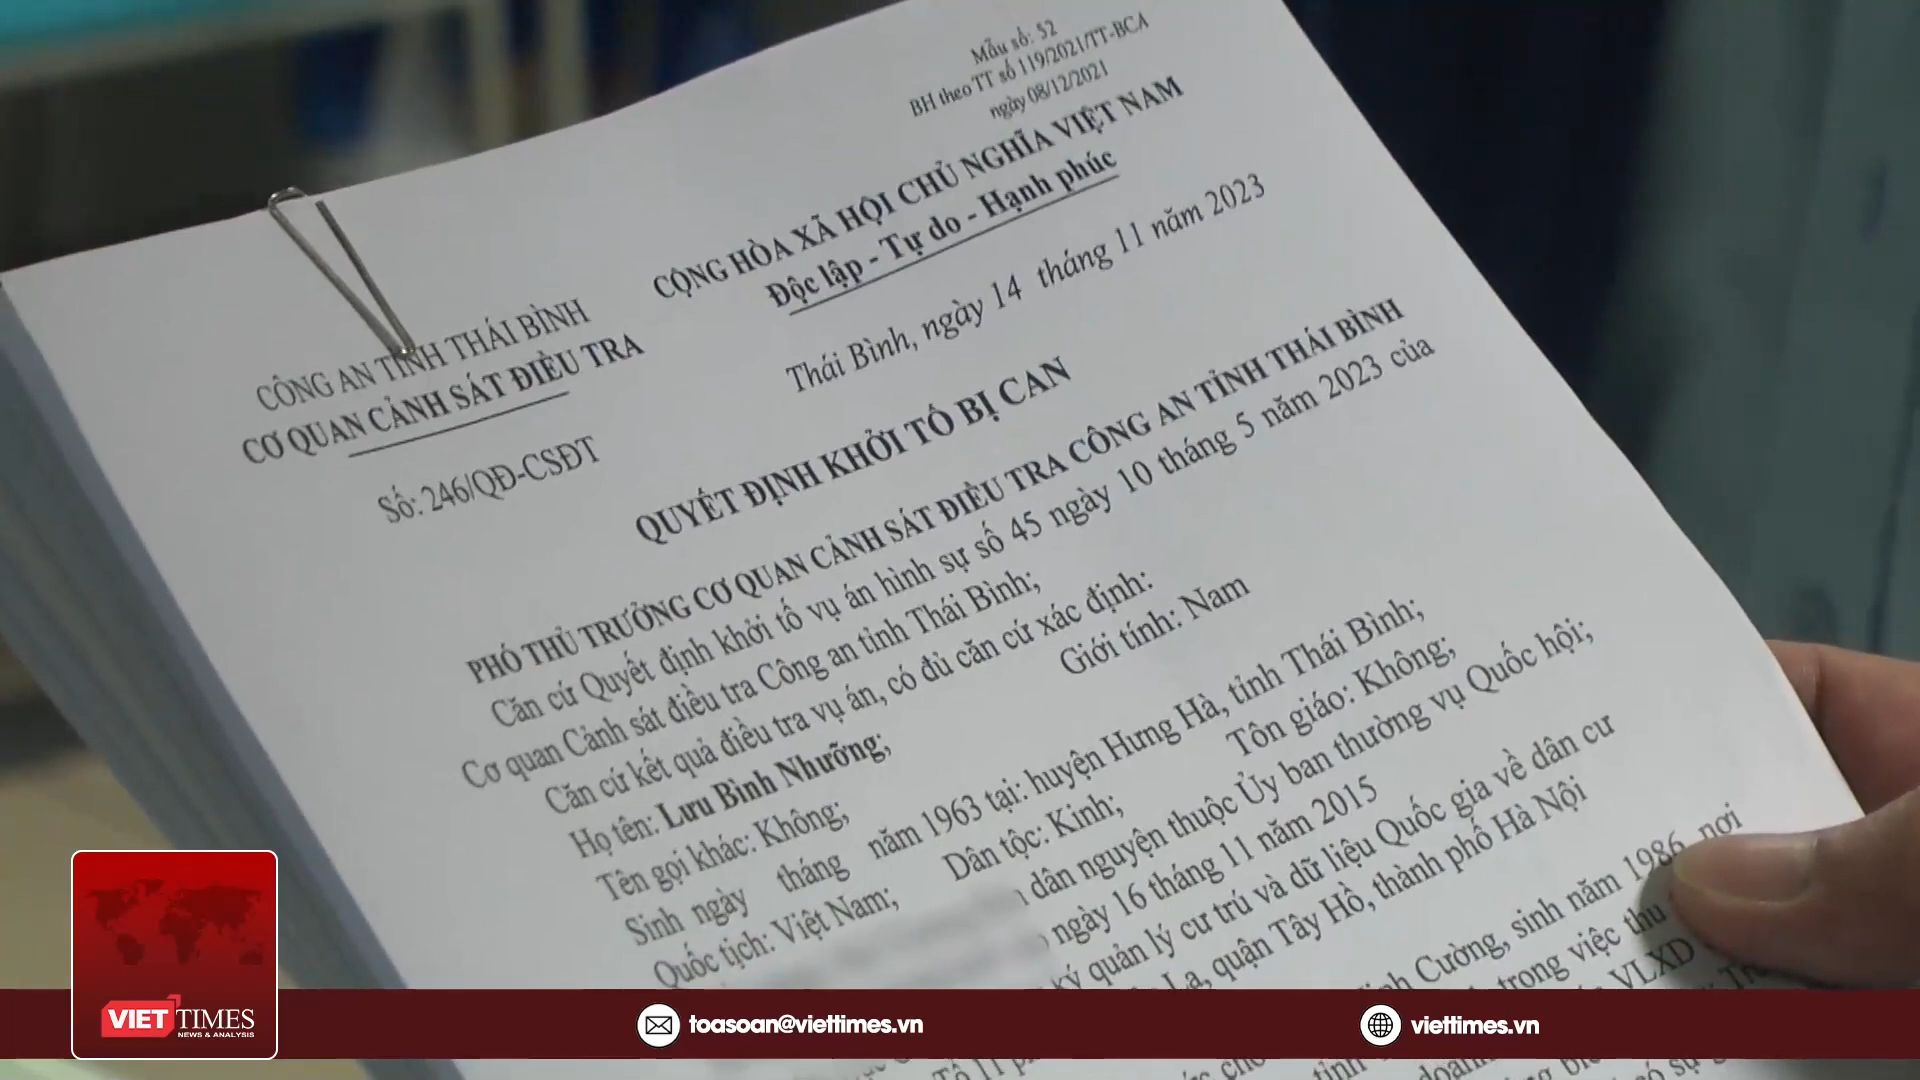 Mẫu số: 52
BH theo TT số 119/2021/TT-BCA
ngày 08/12/2021
CÔNG AN TỈNH THÁI BÌNH
CƠ QUAN CẢNH SÁT ĐIỀU TRA
CỘNG HÒA XÃ HỘI CHỦ NGHĨA VIỆT NAM
Độc lập - Tự do - Hạnh phúc
Số: 246/QĐ-CSĐT
Thái Bình, ngày 14 tháng 11 năm 2023
QUYẾT ĐỊNH KHỞI TỐ BỊ CAN
PHÓ THỦ TRƯỞNG CƠ QUAN CẢNH SÁT ĐIỀU TRA CÔNG AN TỈNH THÁI BÌNH
Căn cứ Quyết định khởi tố vụ án hình sự số 45 ngày 10 tháng 5 năm 2023 của
Cơ quan Cảnh sát điều tra Công an tỉnh Thái Bình;
Căn cứ kết quả điều tra vụ án, có đủ căn cứ xác định:
Họ tên: Lưu Bình Nhưỡng; Giới tính: Nam
Tên gọi khác: Không;
Sinh ngày tháng năm 1963 tại: huyện Hưng Hà, tỉnh Thái Bình;
Quốc tịch: Việt Nam; Dân tộc: Kinh; Tôn giáo: Không;
dân nguyện thuộc Ủy ban thường vụ Quốc hội;
ngày 16 tháng 11 năm 2015
ký quản lý cư trú và dữ liệu Quốc gia về dân cư
La, quận Tây Hồ, thành phố Hà Nội
Cường, sinh năm 1986, nơi
trong việc thu
VLXD
VIETTIMES
NEWS & ANALYSIS
toasoan@viettimes.vn
viettimes.vn
Tổ 11